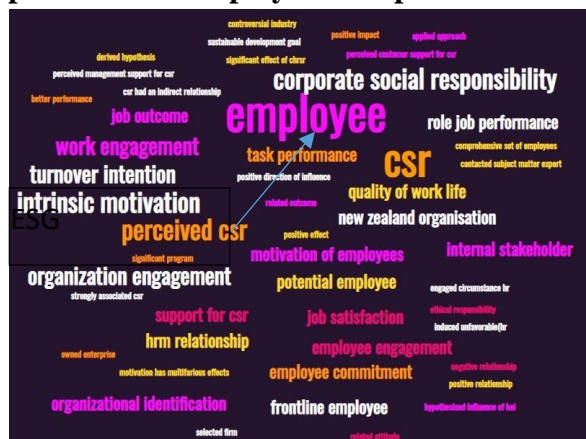 controversial industry
sustainable development goal
positive impact
applied approach
derived hypothesis
significant effect of chrsr
perceived customer support for csr
perceived management support for csr
corporate social responsibility
better performance
csr had an indirect relationship
job outcome
employee
role job performance
work engagement
task performance
csr
comprehensive set of employees
contacted subject matter expert
turnover intention
positive direction of influence
quality of work life
intrinsic motivation
related outcome
new zealand organisation
ESG
perceived csr
positive effect
significant program
motivation of employees
internal stakeholder
organization engagement
potential employee
engaged circumstance hr
strongly associated csr
support for csr
job satisfaction
ethical responsibility
induced unfavorable(hr
hrm relationship
employee engagement
owned enterprise
negative relationship
motivation has multifarious effects
employee commitment
positive relationship
organizational identification
frontline employee
hypothesised influence of hei
selected firm
related attitude